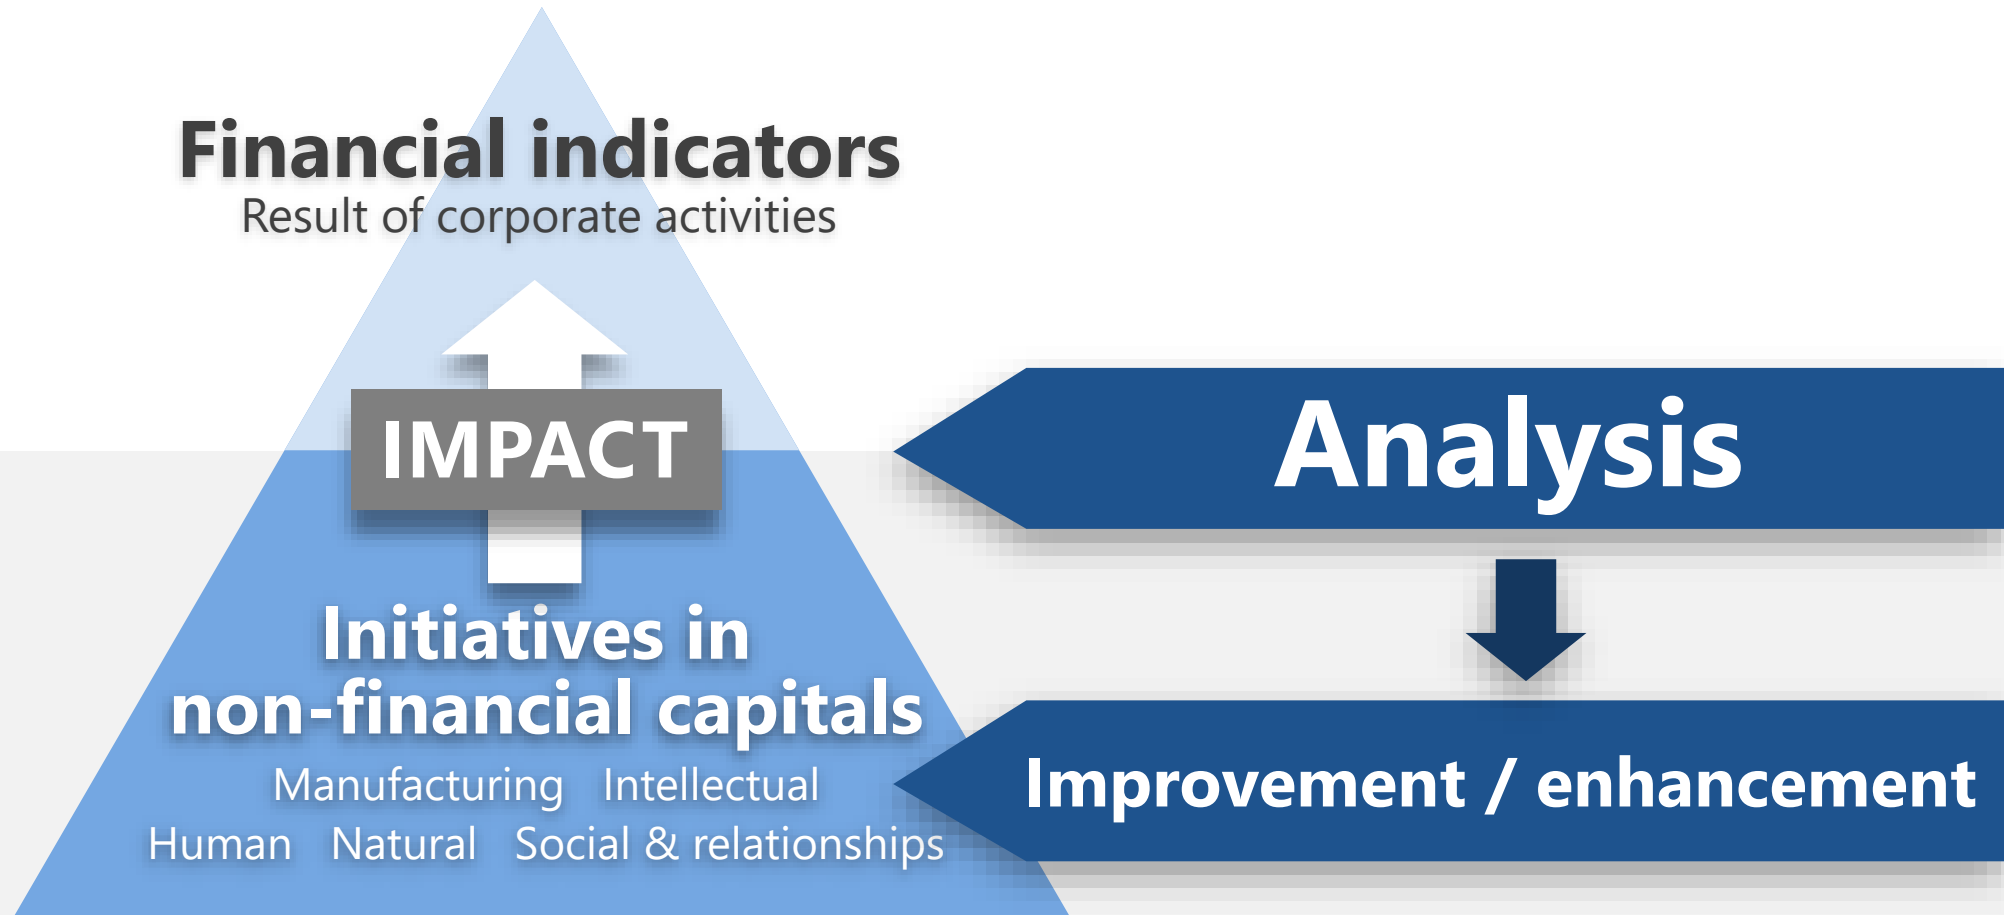 Financial indicators
Result of corporate activities
IMPACT
Analysis
Initiatives in
non-financial capitals
Manufacturing Intellectual
Human Natural Social & relationships
Improvement / enhancement